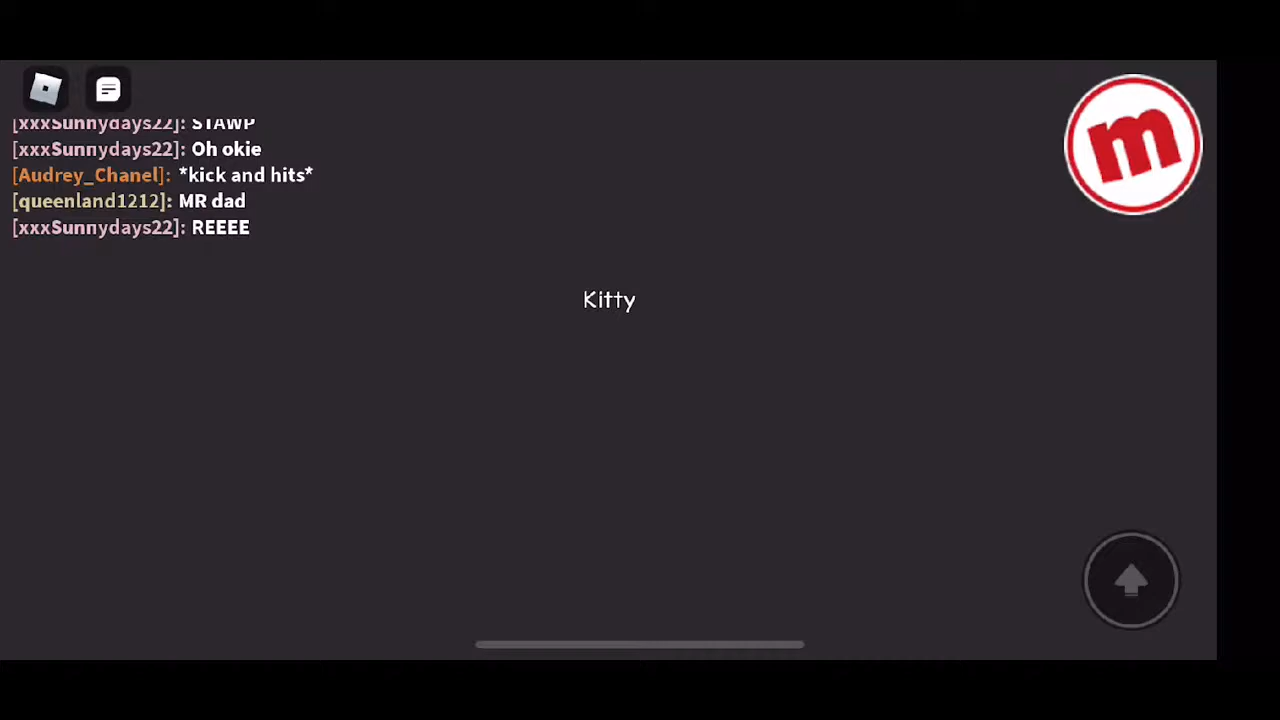 [xxxSunnydays22]: STAWP
[xxxSunnydays22]: Oh okie
[Audrey_Chanel]: *kick and hits*
[queenland1212]: MR dad
[xxxSunnydays22]: REEEE
m
Kitty